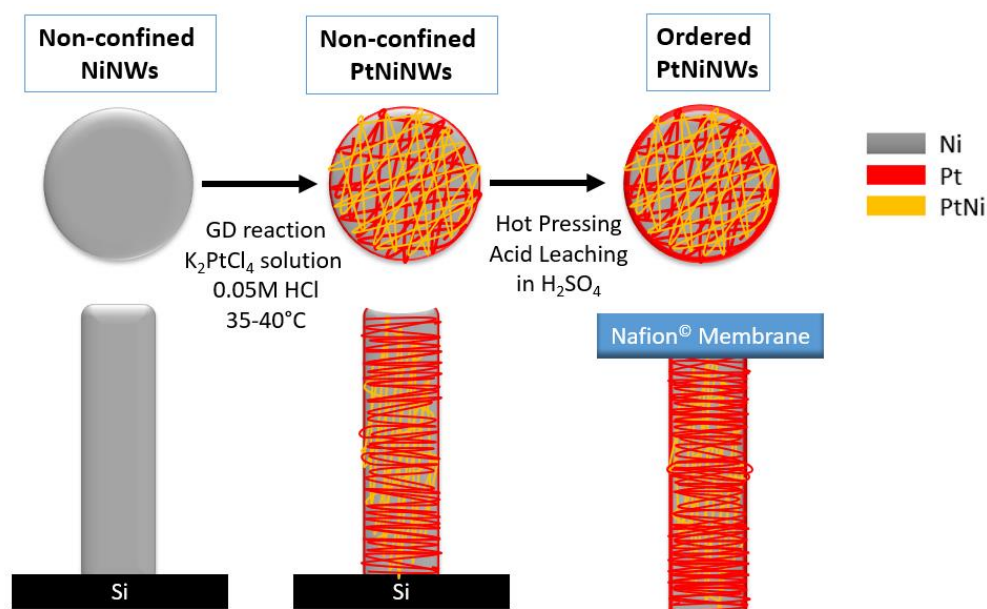 Non-confined
NiNWs
Non-confined
PtNiNWs
Ordered
PtNiNWs
Ni
Pt
PtNi
GD reaction
K₂PtCl₄ solution
0.05M HCl
35-40°C
Hot Pressing
Acid Leaching
in H₂SO₄
Nafion© Membrane
Si
Si